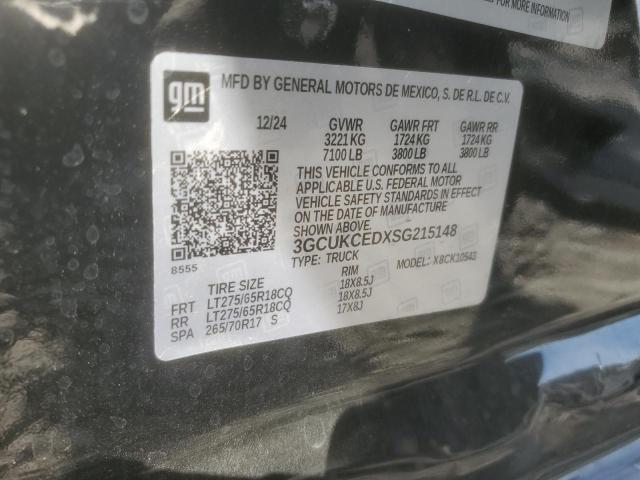 FOR MORE INFORMATION
gm
MFD BY GENERAL MOTORS DE MEXICO, S. DE R.L. DE C.V.
12/24 GVWR GAWR FRT GAWR RR
3221 KG 1724 KG 1724 KG
7100 LB 3800 LB 3800 LB
THIS VEHICLE CONFORMS TO ALL
APPLICABLE U.S. FEDERAL MOTOR
VEHICLE SAFETY STANDARDS IN EFFECT
ON THE DATE OF MANUFACTURE
SHOWN ABOVE.
3GCUKCEDXSG215148
8555 TYPE: TRUCK MODEL: X8CK10543
TIRE SIZE RIM
FRT LT275/65R18CQ 18X8.5J
RR LT275/65R18CQ 18X8.5J
SPA 265/70R17 S 17X8J